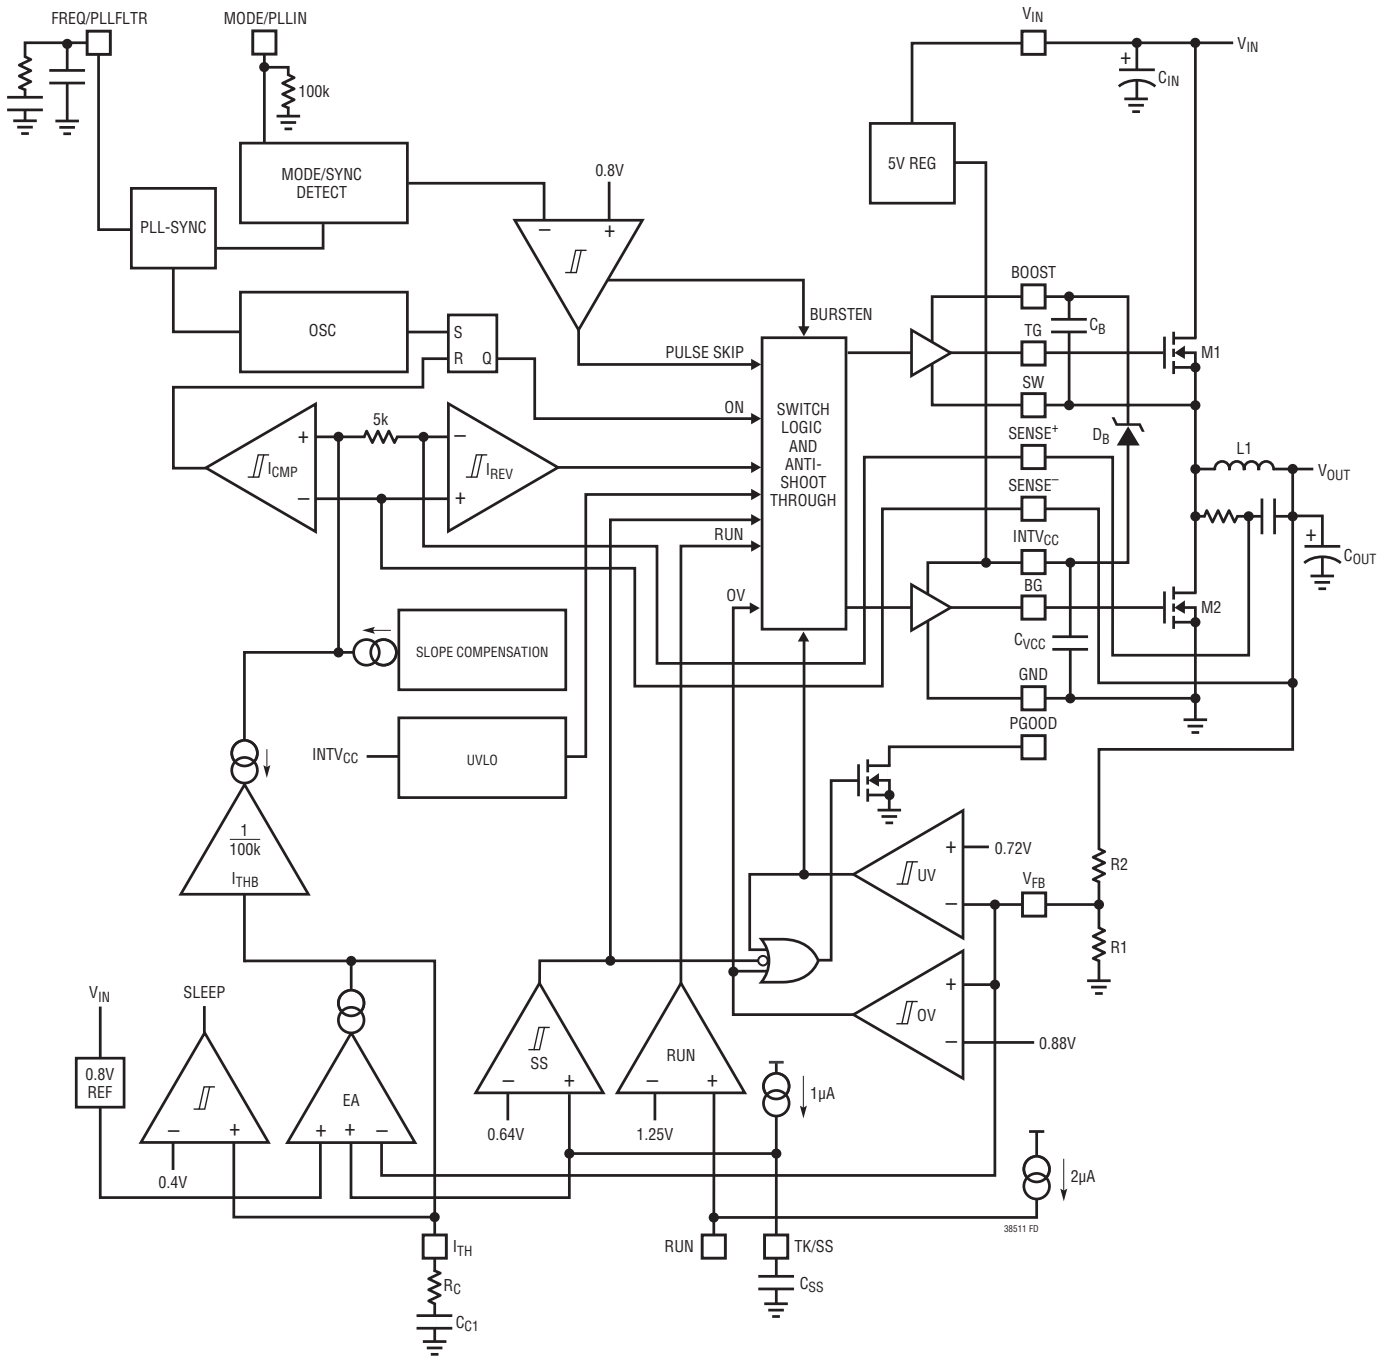 FREQ/PLLFLTR
MODE/PLLIN
VIN
VIN
CIN
+
100k
MODE/SYNC
DETECT
0.8V
5V REG
PLL-SYNC
−
+
BOOST
CB
BURSTEN
OSC
S
R
Q
PULSE SKIP
TG
M1
SW
SWITCH
LOGIC
AND
ANTI-
SHOOT
THROUGH
ON
5k
+
−
ICMP
−
+
IREV
SENSE+
DB
L1
VOUT
SENSE−
RUN
INTVCC
+
COUT
OV
BG
M2
CVCC
SLOPE COMPENSATION
GND
PGOOD
INTVCC
UVLO
1
100k
ITHB
+
0.72V
UV
−
VFB
R2
R1
+
OV
−
0.88V
VIN
SLEEP
0.8V
REF
−
+
0.4V
EA
+
+
−
SS
−
+
0.64V
RUN
−
+
1.25V
1µA
2µA
38511 FD
ITH
RUN
TK/SS
RC
CSS
CC1